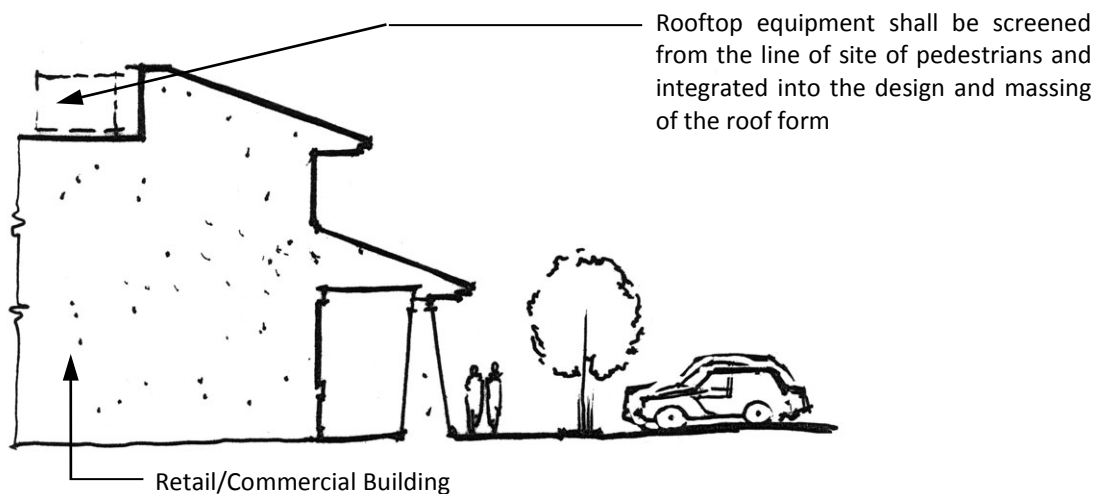 Rooftop equipment shall be screened
from the line of site of pedestrians and
integrated into the design and massing
of the roof form
Retail/Commercial Building